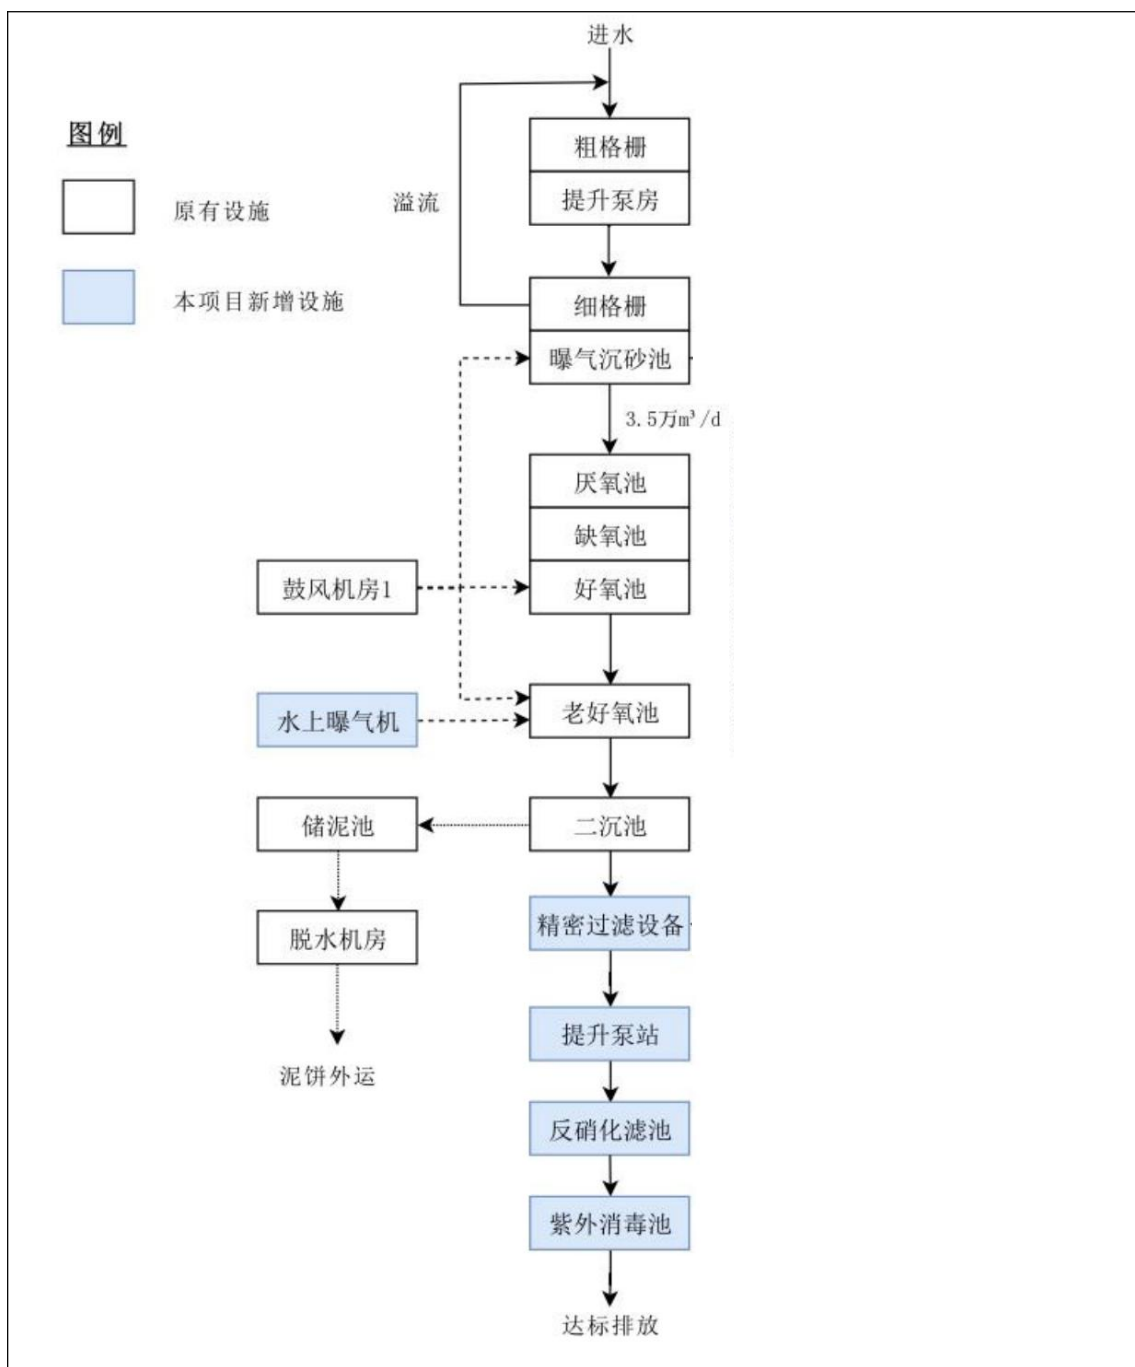 进水
图例
粗格栅
原有设施
溢流
提升泵房
本项目新增设施
细格栅
曝气沉砂池
3.5万m³/d
厌氧池
缺氧池
鼓风机房1
好氧池
水上曝气机
老好氧池
储泥池
二沉池
脱水机房
精密过滤设备
提升泵站
泥饼外运
反硝化滤池
紫外消毒池
达标排放